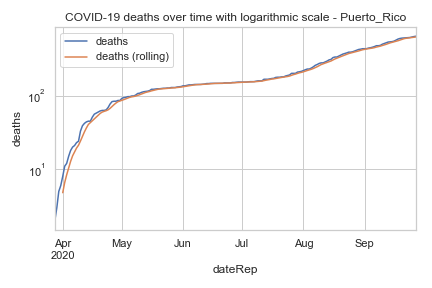 COVID-19 deaths over time with logarithmic scale - Puerto_Rico
deaths
deaths (rolling)
10²
10¹
deaths
Apr May Jun Jul Aug Sep
2020
dateRep